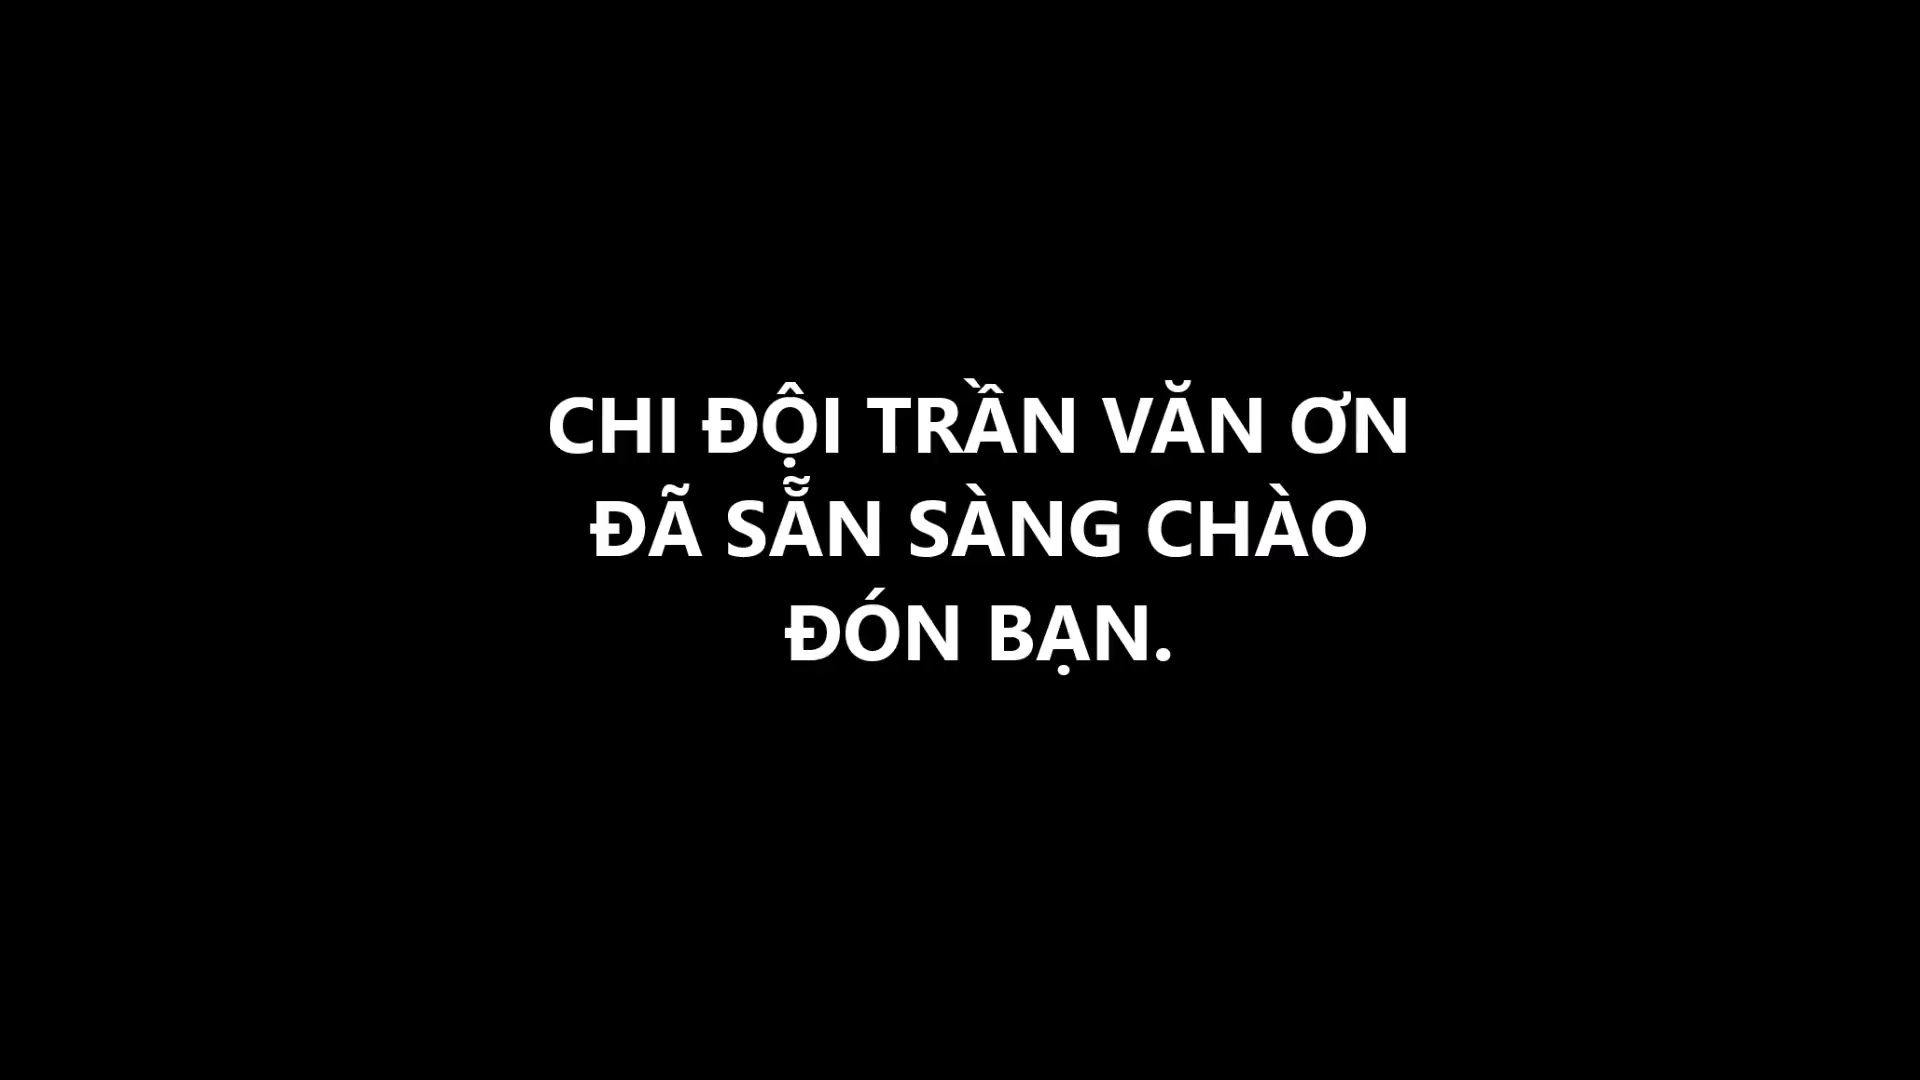 CHI ĐỘI TRẦN VĂN ƠN
ĐÃ SẴN SÀNG CHÀO
ĐÓN BẠN.